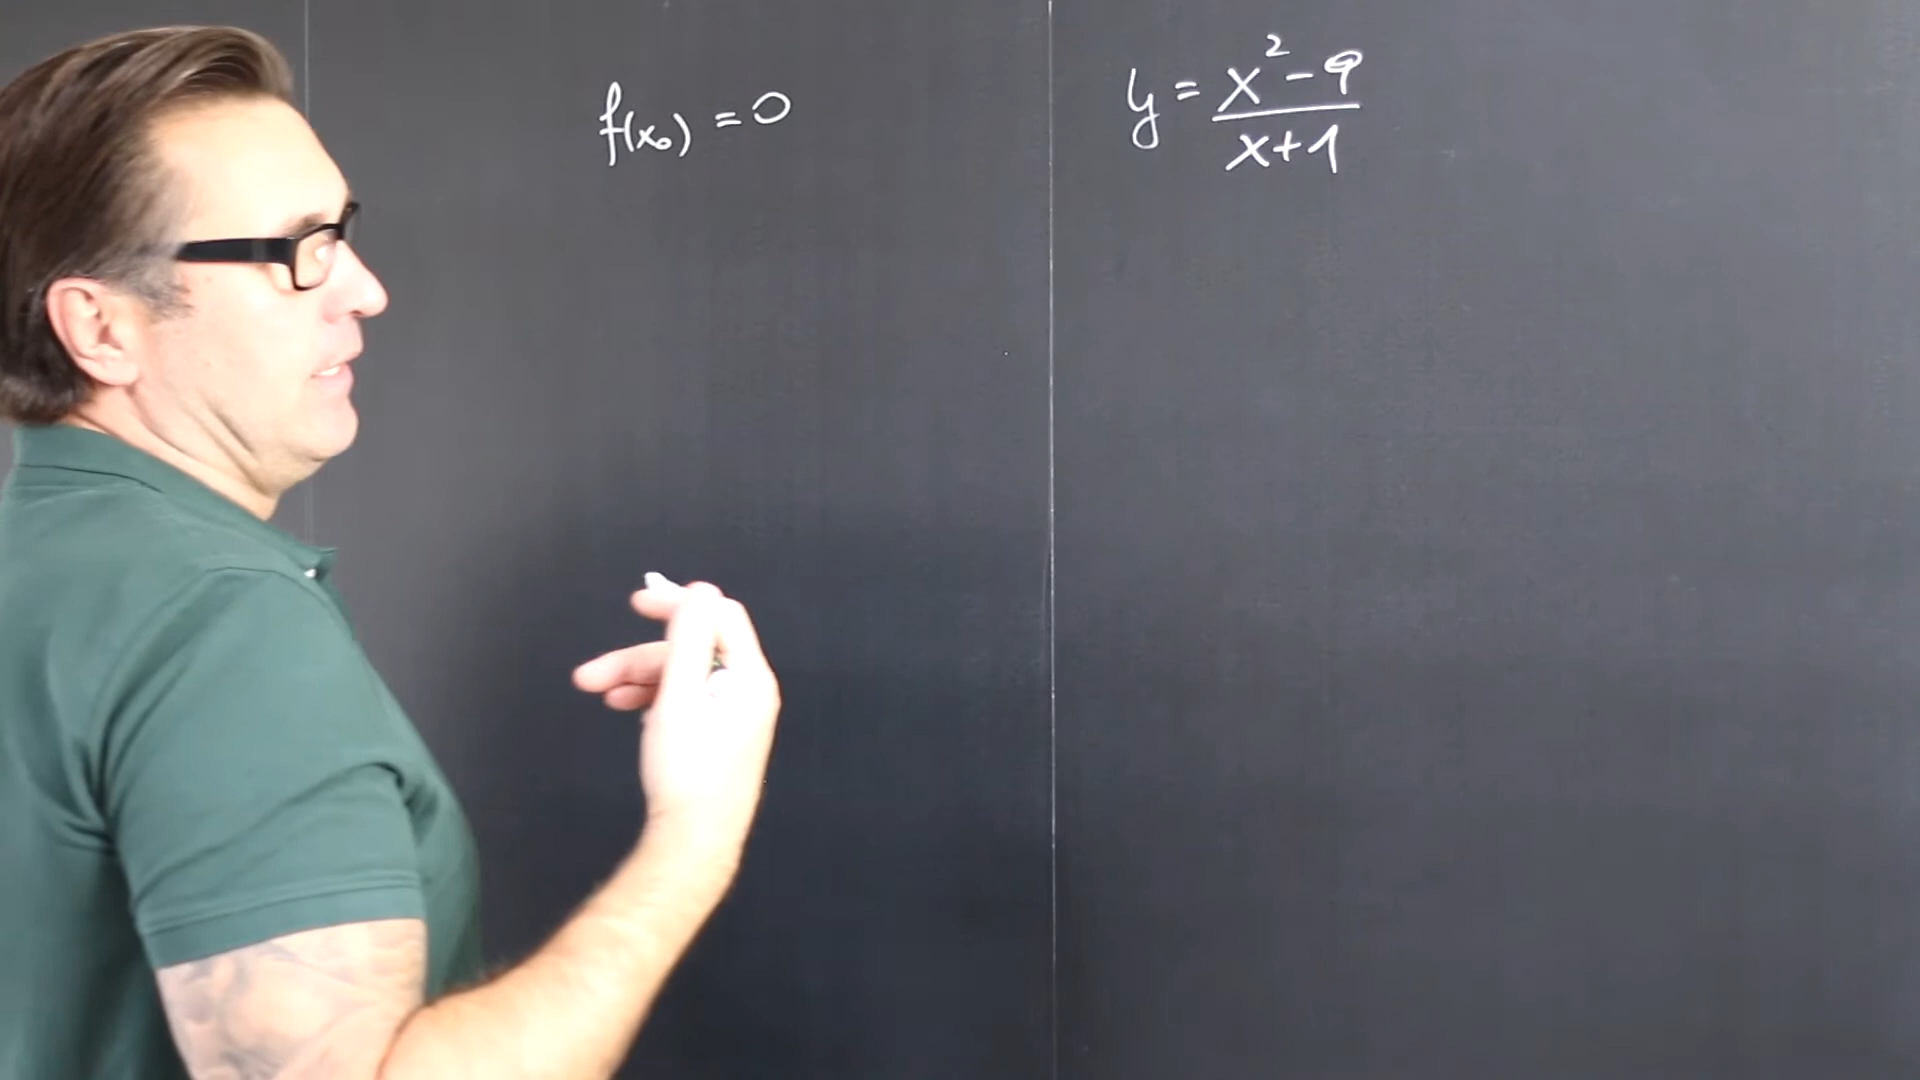 f(x₀) = 0
y = (x² - 9)/(x + 1)